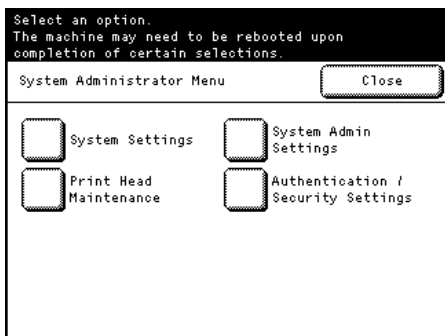 Select an option.
The machine may need to be rebooted upon
completion of certain selections.
System Administrator Menu
Close
System Settings
System Admin
Settings
Print Head
Maintenance
Authentication /
Security Settings